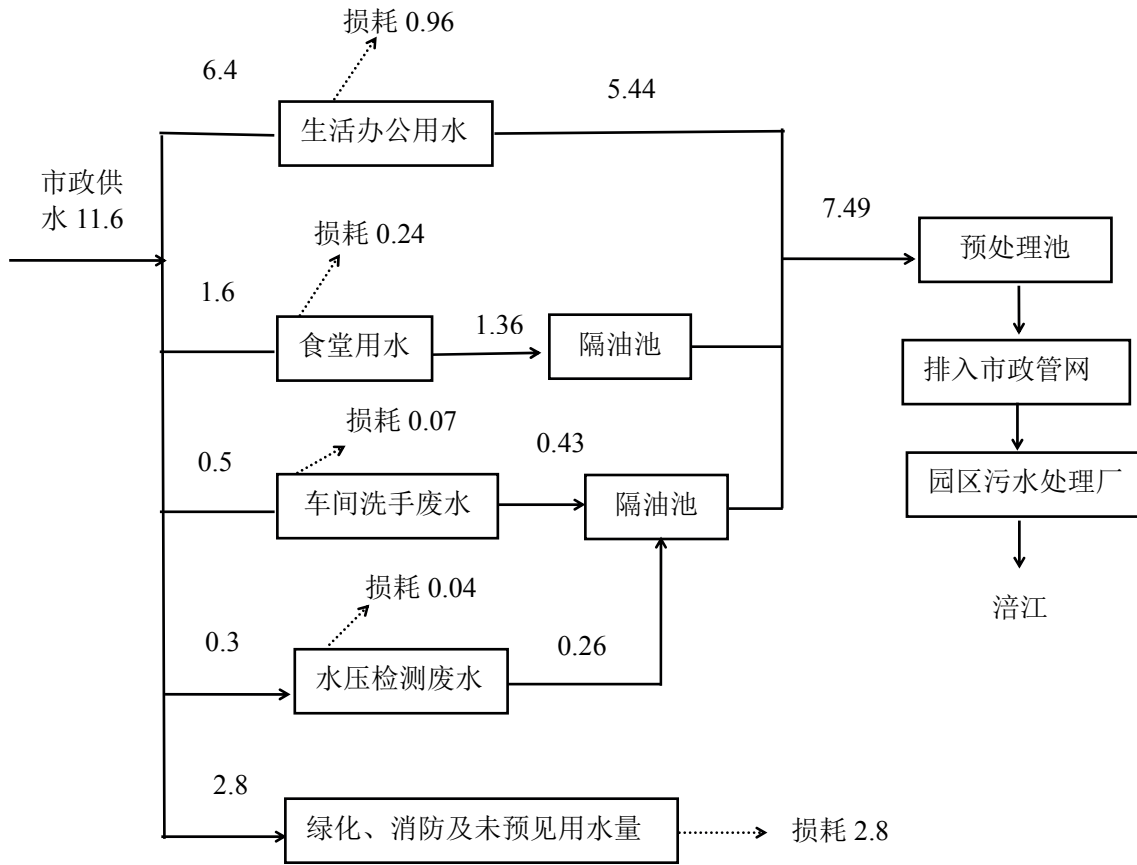 损耗 0.96
6.4
5.44
生活办公用水
市政供
水 11.6
7.49
损耗 0.24
预处理池
1.6
1.36
食堂用水
隔油池
排入市政管网
损耗 0.07
0.5
0.43
车间洗手废水
隔油池
园区污水处理厂
损耗 0.04
涪江
0.3
0.26
水压检测废水
2.8
绿化、消防及未预见用水量
损耗 2.8